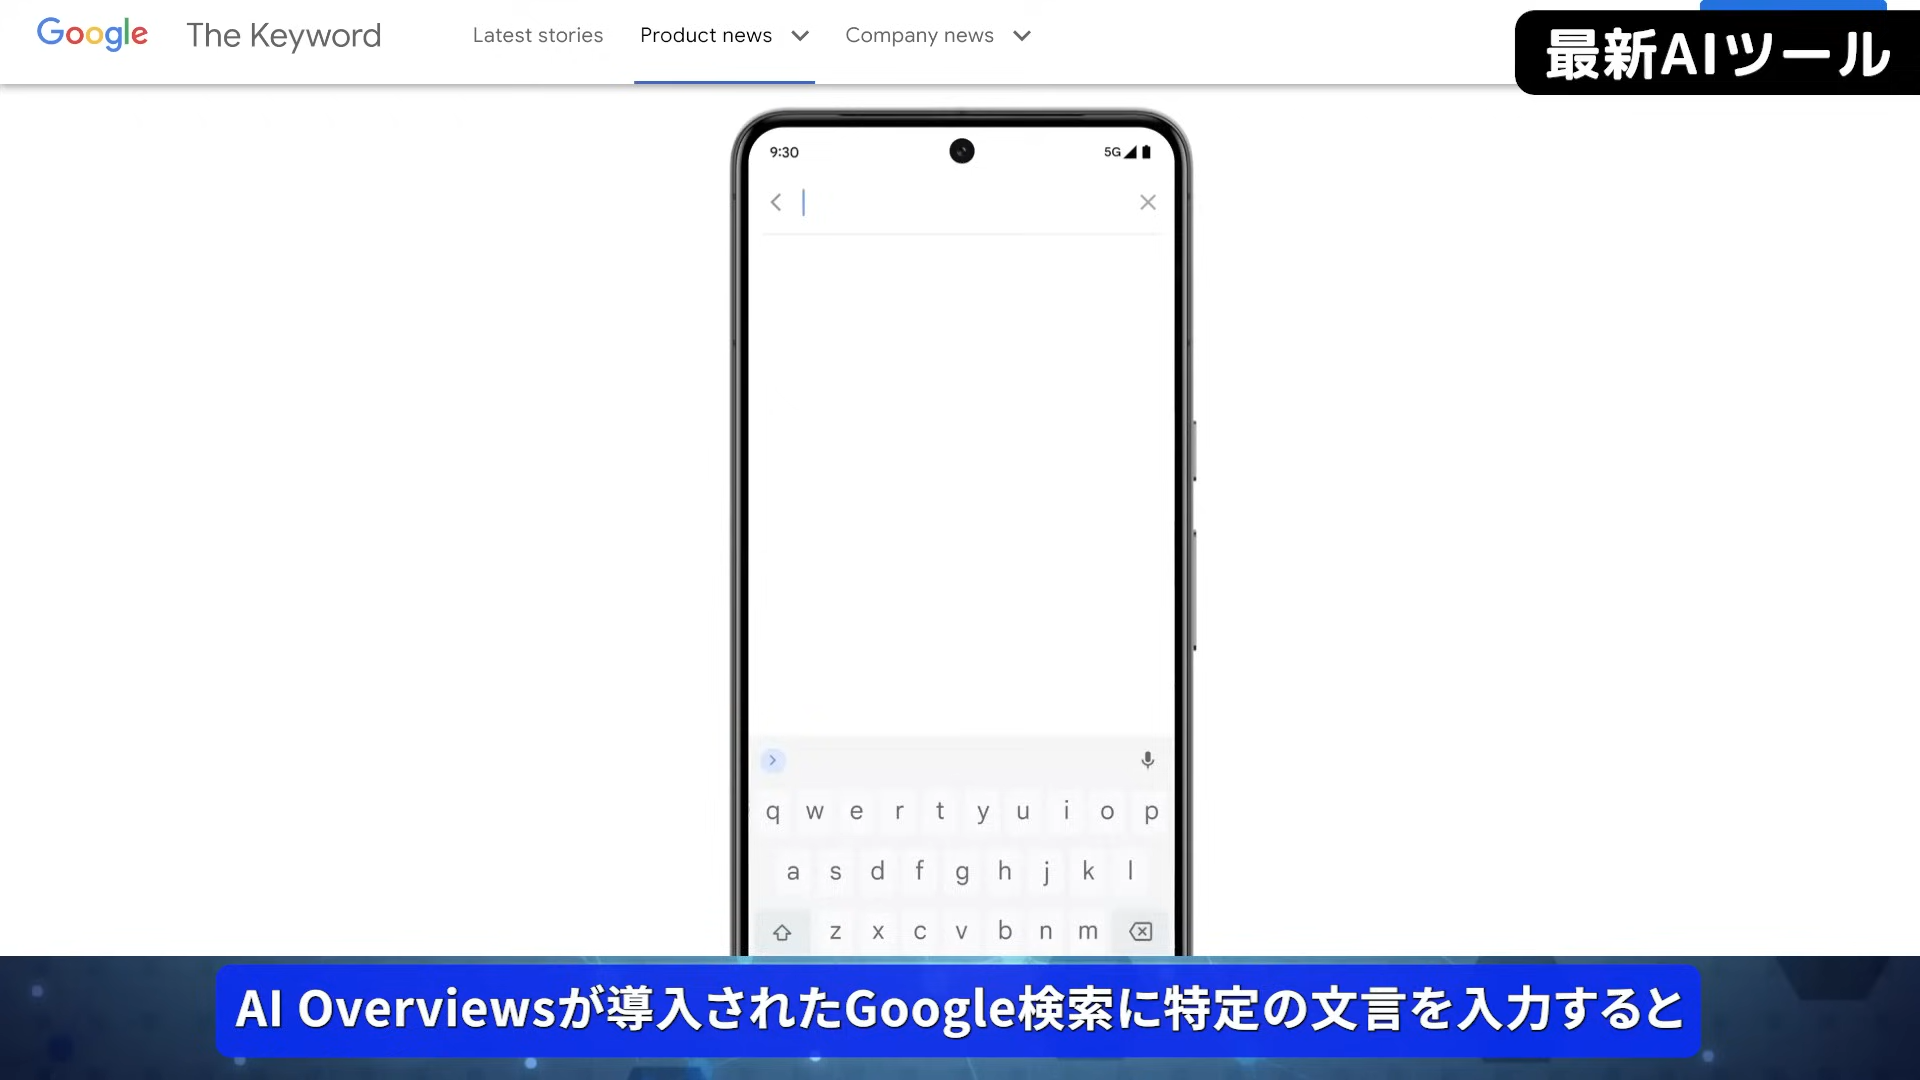 Google The Keyword Latest stories Product news Company news
最新AIツール
9:30 5G
q w e r t y u i o p
a s d f g h j k l
z x c v b n m
AI Overviewsが導入されたGoogle検索に特定の文言を入力すると